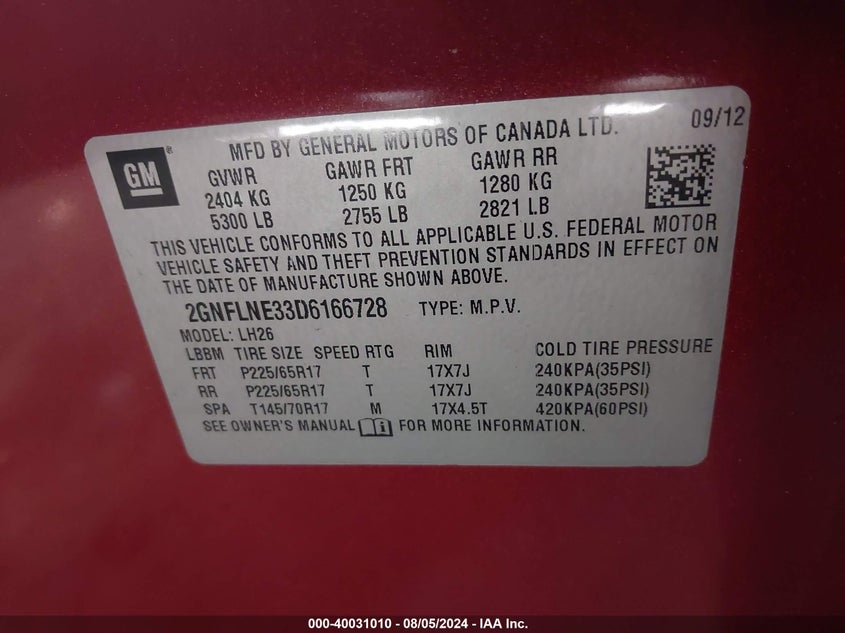 MFD BY GENERAL MOTORS OF CANADA LTD. 09/12
GM®
GVWR GAWR FRT GAWR RR
2404 KG 1250 KG 1280 KG
5300 LB 2755 LB 2821 LB
THIS VEHICLE CONFORMS TO ALL APPLICABLE U.S. FEDERAL MOTOR
VEHICLE SAFETY AND THEFT PREVENTION STANDARDS IN EFFECT ON
THE DATE OF MANUFACTURE SHOWN ABOVE.
2GNFLNE33D6166728 TYPE: M.P.V.
MODEL: LH26
LBBM TIRE SIZE SPEED RTG RIM COLD TIRE PRESSURE
FRT P225/65R17 T 17X7J 240KPA(35PSI)
RR P225/65R17 T 17X7J 240KPA(35PSI)
SPA T145/70R17 M 17X4.5T 420KPA(60PSI)
SEE OWNER'S MANUAL FOR MORE INFORMATION.
000-40031010 - 08/05/2024 - IAA Inc.